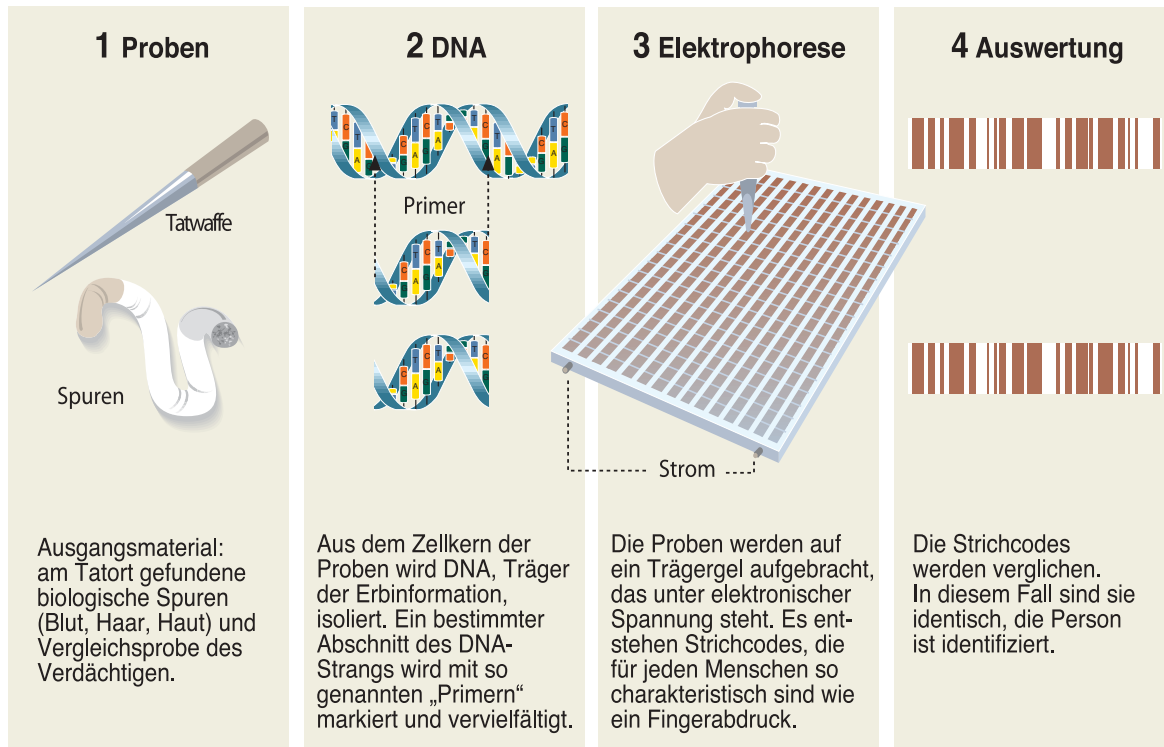 1 Proben
Tatwaffe
Spuren
Ausgangsmaterial:
am Tatort gefundene
biologische Spuren
(Blut, Haar, Haut) und
Vergleichsprobe des
Verdächtigen.
2 DNA
Primer
Aus dem Zellkern der
Proben wird DNA, Träger
der Erbinformation,
isoliert. Ein bestimmter
Abschnitt des DNA-
Strangs wird mit so
genannten „Primern“
markiert und vervielfältigt.
3 Elektrophorese
Strom
Die Proben werden auf
ein Trägergel aufgebracht,
das unter elektronischer
Spannung steht. Es ent-
stehen Strichcodes, die
für jeden Menschen so
charakteristisch sind wie
ein Fingerabdruck.
4 Auswertung
Die Strichcodes
werden verglichen.
In diesem Fall sind sie
identisch, die Person
ist identifiziert.